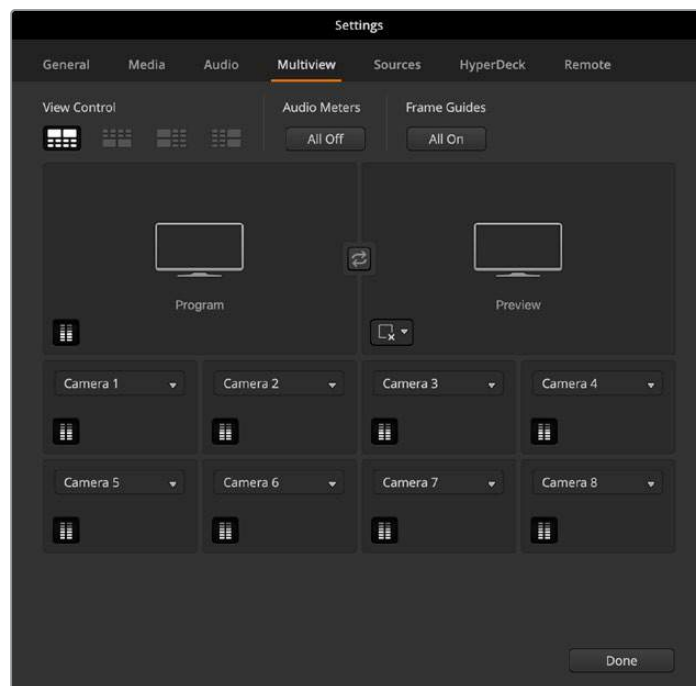 Settings
General Media Audio Multiview Sources HyperDeck Remote
View Control Audio Meters Frame Guides
All Off All On
Program Preview
Camera 1 Camera 2 Camera 3 Camera 4
Camera 5 Camera 6 Camera 7 Camera 8
Done